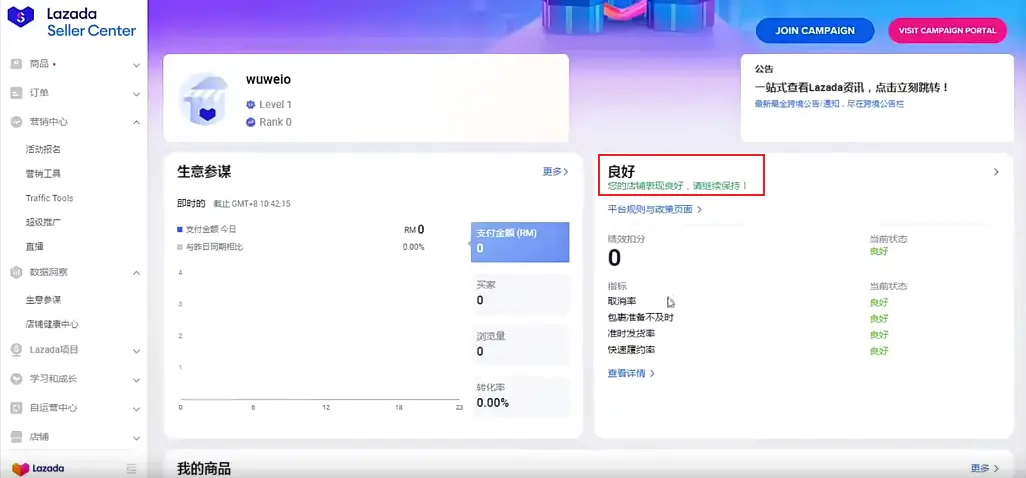 Lazada
Seller Center
商品 •
订单
营销中心
活动报名
营销工具
Traffic Tools
超级推广
直播
数据洞察
生意参谋
店铺健康中心
Lazada项目
学习和成长
自运营中心
店铺
Lazada
JOIN CAMPAIGN
VISIT CAMPAIGN PORTAL
wuweio
Level 1
Rank 0
公告
一站式查看Lazada资讯，点击立刻跳转！
最新最全跨境公告/通知，尽在跨境公告栏
生意参谋
更多
即时的 截止 GMT+8 10:42:15
支付金额 今日
RM 0
与昨日同期相比
0.00%
4
3
2
1
0 6 12 18 23
支付金额 (RM)
0
买家
0
浏览量
0
转化率
0.00%
良好
您的店铺表现良好，请继续保持！
平台规则与政策页面
绩效扣分
当前状态
0
良好
指标
当前状态
取消率
良好
包裹准备不及时
良好
准时发货率
良好
快速履约率
良好
查看详情
我的商品
更多